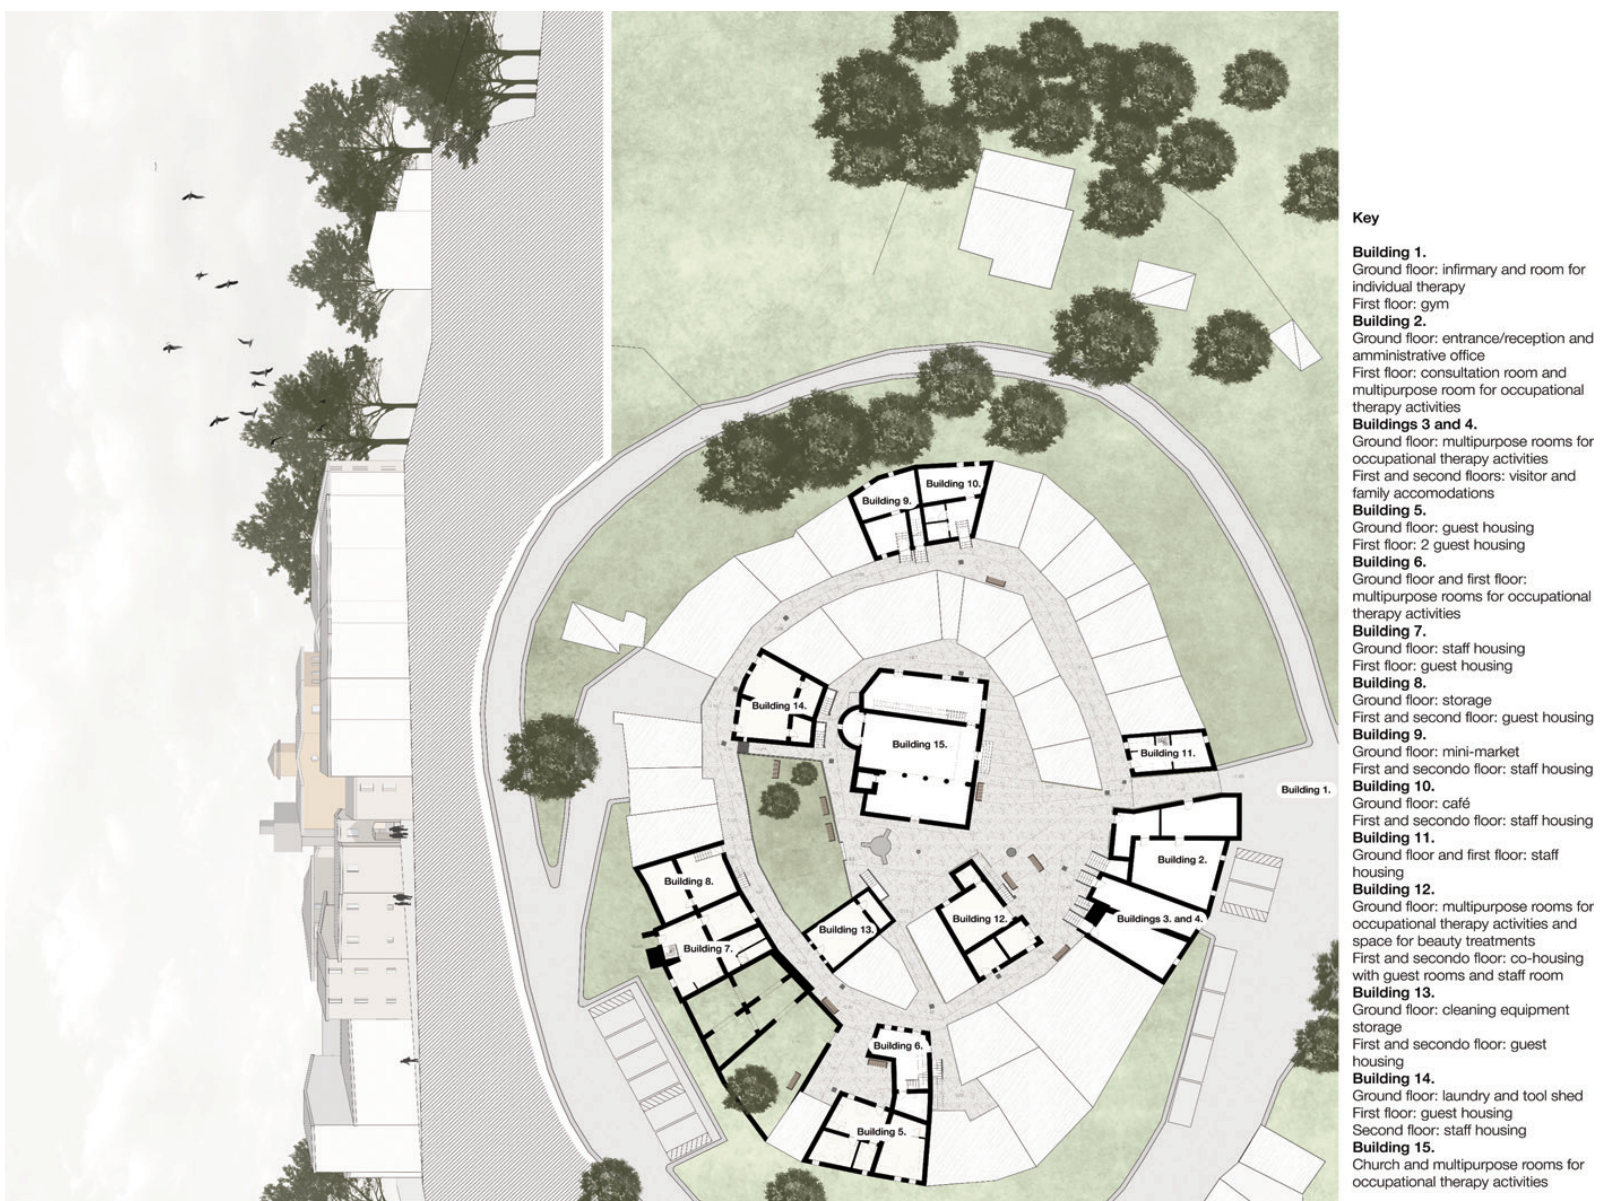 Key
Building 1.
Ground floor: infirmary and room for
individual therapy
First floor: gym
Building 2.
Ground floor: entrance/reception and
amministrative office
First floor: consultation room and
multipurpose room for occupational
therapy activities
Buildings 3 and 4.
Ground floor: multipurpose rooms for
occupational therapy activities
First and second floors: visitor and
family accomodations
Building 5.
Ground floor: guest housing
First floor: 2 guest housing
Building 6.
Ground floor and first floor:
multipurpose rooms for occupational
therapy activities
Building 7.
Ground floor: staff housing
First floor: guest housing
Building 8.
Ground floor: storage
First and second floor: guest housing
Building 9.
Ground floor: mini-market
First and secondo floor: staff housing
Building 10.
Ground floor: café
First and secondo floor: staff housing
Building 11.
Ground floor and first floor: staff
housing
Building 12.
Ground floor: multipurpose rooms for
occupational therapy activities and
space for beauty treatments
First and secondo floor: co-housing
with guest rooms and staff room
Building 13.
Ground floor: cleaning equipment
storage
First and secondo floor: guest
housing
Building 14.
Ground floor: laundry and tool shed
First floor: guest housing
Second floor: staff housing
Building 15.
Church and multipurpose rooms for
occupational therapy activities
Building 10.
Building 9.
Building 14.
Building 15.
Building 11.
Building 1.
Building 2.
Building 8.
Buildings 3. and 4.
Building 12.
Building 13.
Building 7.
Building 6.
Building 5.